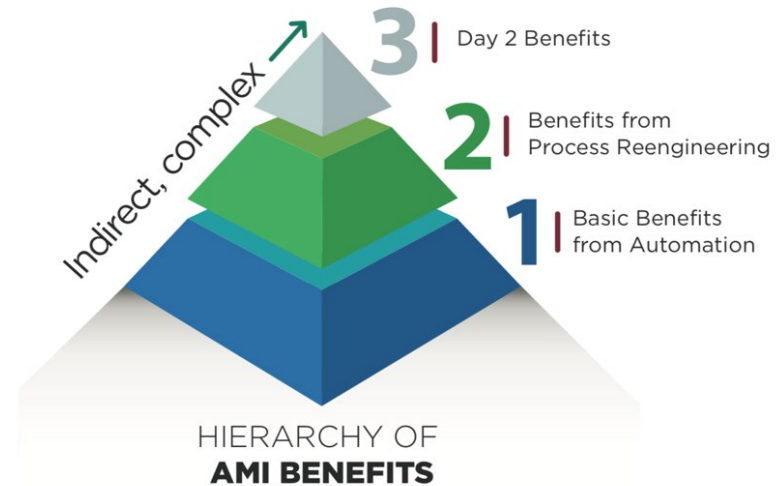 3
Day 2 Benefits
Indirect, complex
2
Benefits from
Process Reengineering
1
Basic Benefits
from Automation
HIERARCHY OF
AMI BENEFITS